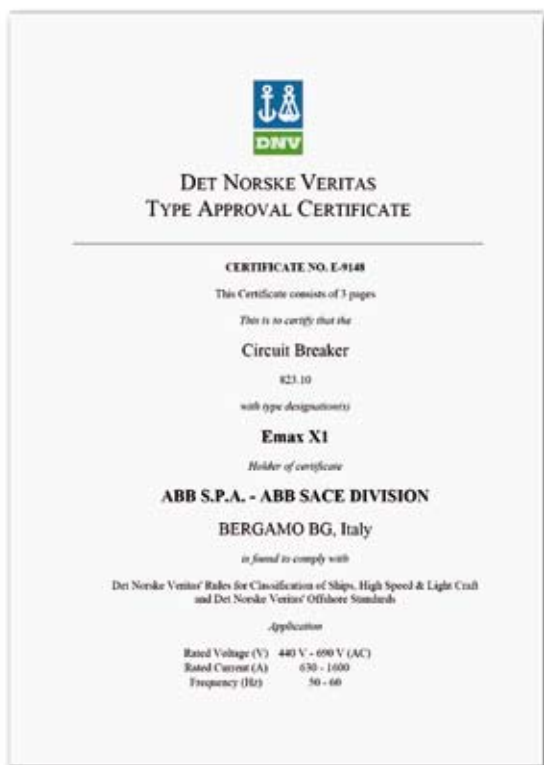 DNV
DET NORSKE VERITAS
TYPE APPROVAL CERTIFICATE
CERTIFICATE NO. E-9148
This Certificate consists of 3 pages
This is to certify that the
Circuit Breaker
823.10
with type designation(s)
Emax X1
Holder of certificate
ABB S.P.A. - ABB SACE DIVISION
BERGAMO BG, Italy
is found to comply with
Det Norske Veritas' Rules for Classification of Ships, High Speed & Light Craft
and Det Norske Veritas' Offshore Standards
Application
Rated Voltage (V) 440 V - 690 V (AC)
Rated Current (A) 630 - 1600
Frequency (Hz) 50 - 60